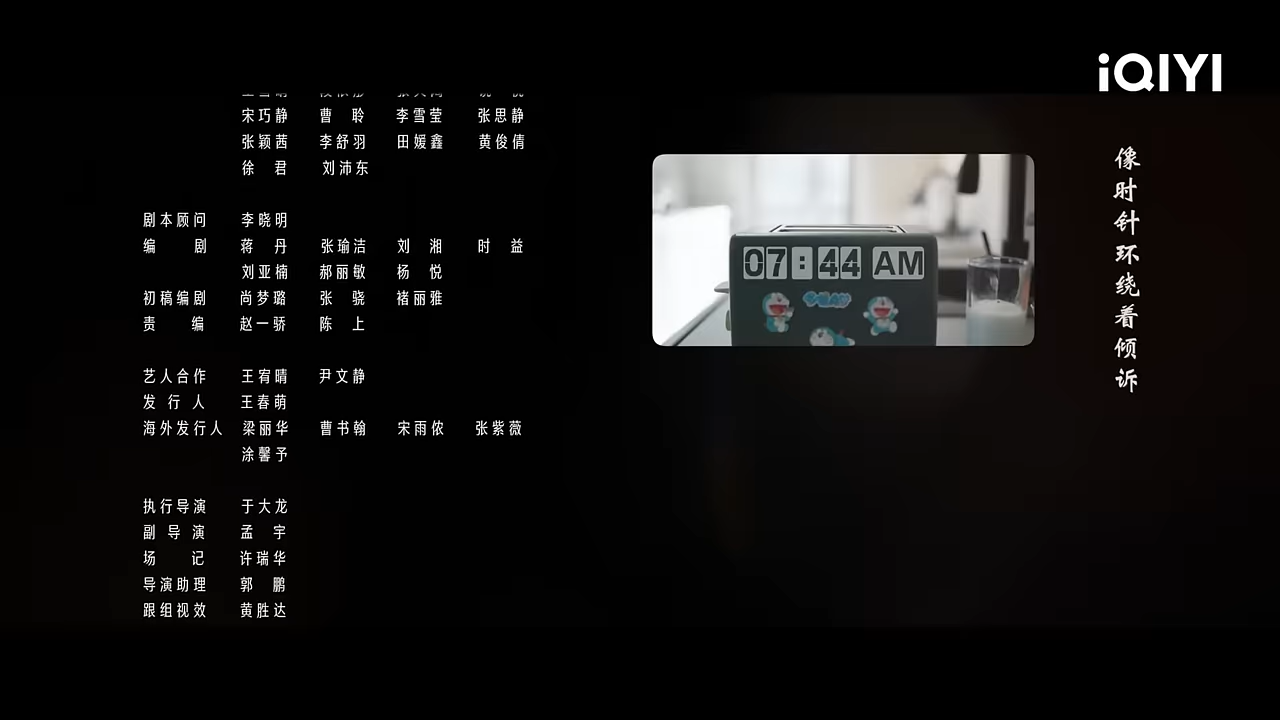 iQIYI
宋巧静 曹聆 李雪莹 张思静
张颖茜 李舒羽 田媛鑫 黄俊倩
徐君 刘沛东
剧本顾问 李晓明
编剧 蒋丹 张瑜洁 刘湘 时益
刘亚楠 郝丽敏 杨悦
初稿编剧 尚梦璐 张骁 褚丽雅
责编 赵一骄 陈上
艺人合作 王宥晴 尹文静
发行人 王春萌
海外发行人 梁丽华 曹书翰 宋雨侬 张紫薇
涂馨予
执行导演 于大龙
副导演 孟宇
场记 许瑞华
导演助理 郭鹏
跟组视效 黄胜达
07:44 AM
像时针环绕着倾诉